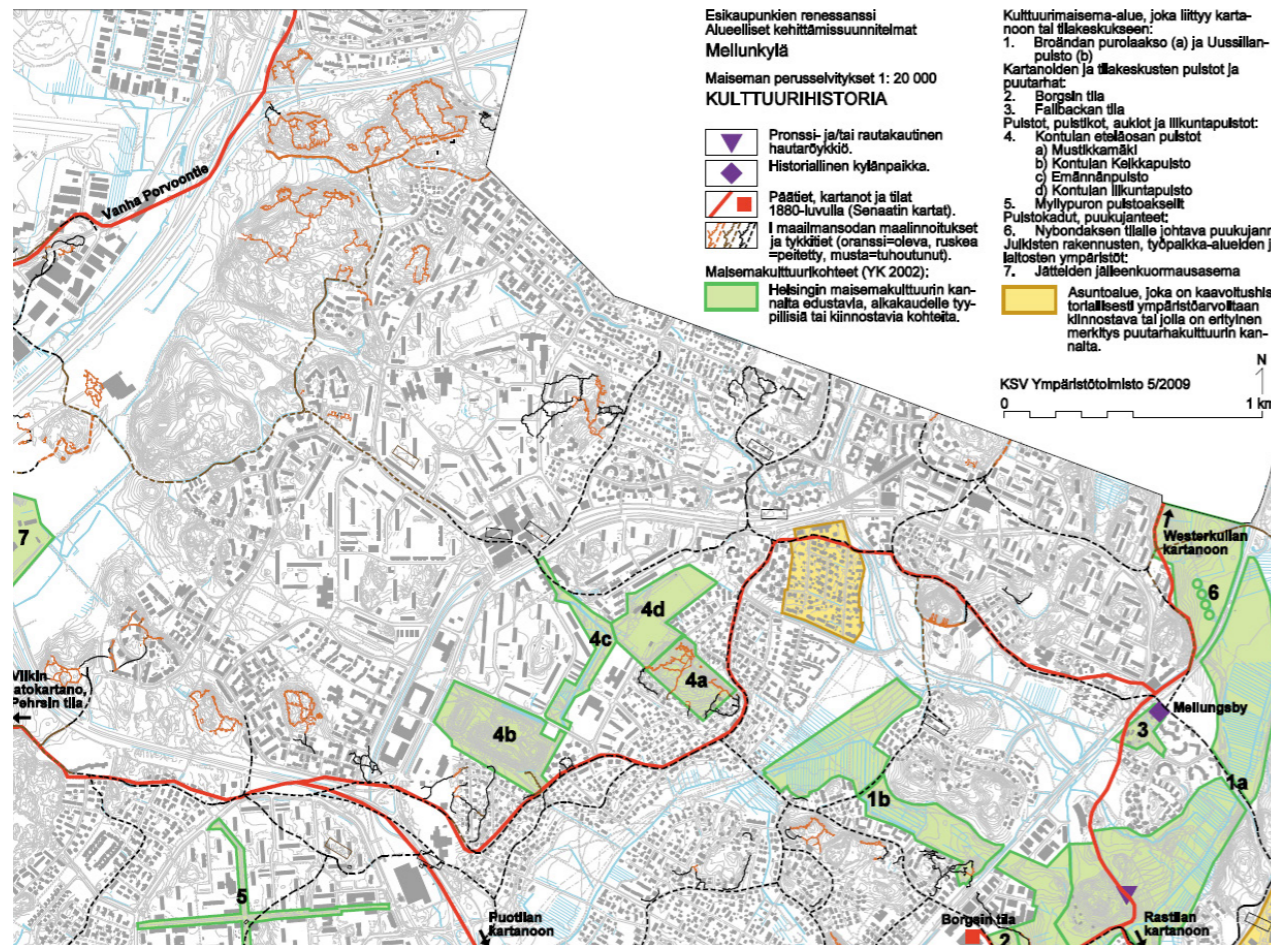 Esikaupunkien renessanssi
Alueelliset kehittämissuunnitelmat
Mellunkylä
Maiseman perusselvitykset 1: 20 000
KULTTUURIHISTORIA
Pronssi- ja/tai rautakautinen
hautaröykkiö.
Historiallinen kylänpaikka.
Päätiet, kartanot ja tilat
1880-luvulla (Senaatin kartat).
I maailmansodan maalinnoitukset
ja tykkitiet (oranssi=oleva, ruskea
=peitetty, musta=tuhoutunut).
Maisemakulttuurikohteet (YK 2002):
Helsingin maisemakulttuurin kan-
nalta edustavia, aikakaudelle tyy-
pillisiä tai kiinnostavia kohteita.
Kulttuurimaisema-alue, joka liittyy karta-
noon tai tilakeskukseen:
1. Broändan purolaakso (a) ja Uussillan-
puisto (b)
Kartanoiden ja tilakeskusten puistot ja
puutarhat:
2. Borgsin tila
3. Fallbackan tila
Puistot, puistikot, aukiot ja liikuntapuistot:
4. Kontulan eteläosan puistot
a) Mustikkamäki
b) Kontulan Kelkkapuisto
c) Emännänpuisto
d) Kontulan liikuntapuisto
5. Myllypuron puistoakselit
Puistokadut, puukujanteet:
6. Nybondaksen tilalle johtava puukujann
Julkisten rakennusten, työpaikka-alueiden j
laitosten ympäristöt:
7. Jätteiden jälleenkuormausasema
Asuntoalue, joka on kaavoitushis
toriallisesti ympäristöarvoiltaan
kiinnostava tai jolla on erityinen
merkitys puutarhakulttuurin kan-
nalta.
KSV Ympäristötoimisto 5/2009
N
0 1 km
Vanha Porvoontie
7
Westerkullan
kartanoon
6
4d
4c
4a
4b
Viikin
atokartano,
Pehrsin tila
Mellungsby
3
1a
1b
5
Puotilan
kartanoon
Borgsin tila
2
Rastilan
kartanoon